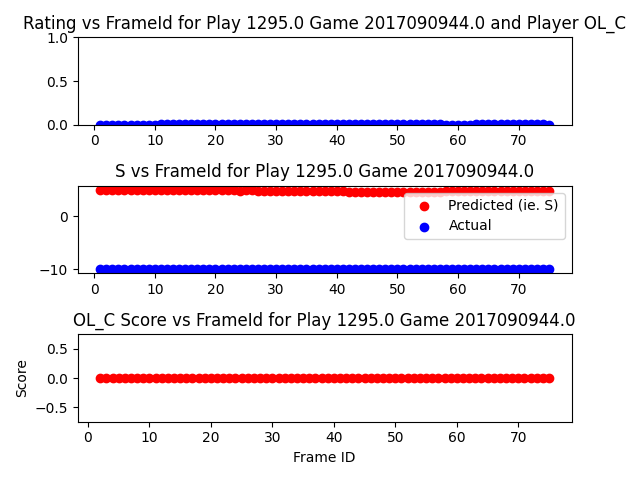 Rating vs FrameId for Play 1295.0 Game 2017090944.0 and Player OL_C
1.0
0.5
0.0
0 10 20 30 40 50 60 70
S vs FrameId for Play 1295.0 Game 2017090944.0
Predicted (ie. S)
0
Actual
−10
0 10 20 30 40 50 60 70
OL_C Score vs FrameId for Play 1295.0 Game 2017090944.0
0.5
0.0
−0.5
Score
0 10 20 30 40 50 60 70
Frame ID